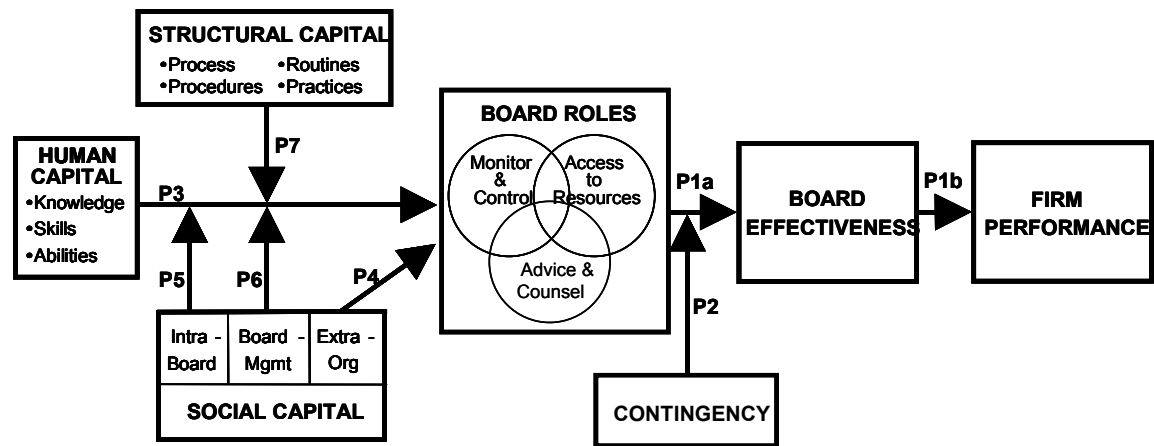 STRUCTURAL CAPITAL
•Process •Routines
•Procedures •Practices
P7
HUMAN
CAPITAL
•Knowledge
•Skills
•Abilities
P3
P5
P6
P4
Intra -
Board
Board -
Mgmt
Extra -
Org
SOCIAL CAPITAL
BOARD ROLES
Monitor
&
Control
Access
to
Resources
Advice &
Counsel
P1a
P2
CONTINGENCY
BOARD
EFFECTIVENESS
P1b
FIRM
PERFORMANCE